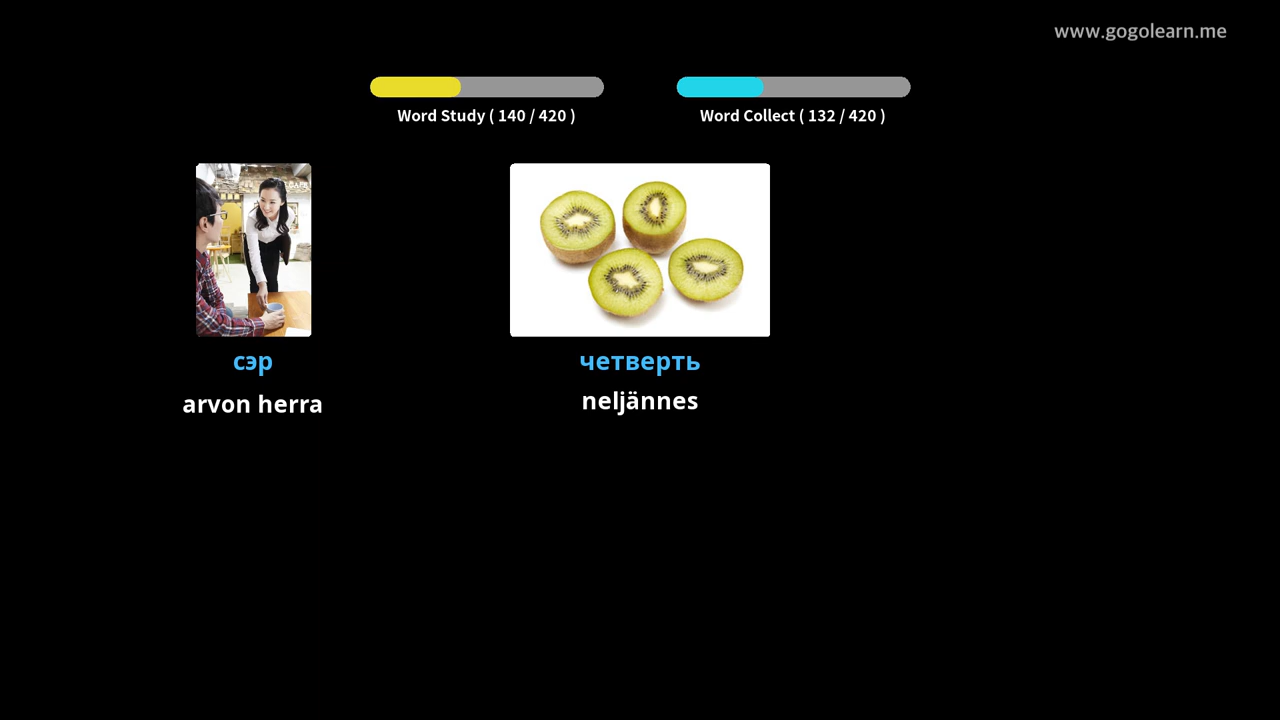 www.gogolearn.me
Word Study ( 140 / 420 )
Word Collect ( 132 / 420 )
сэр
arvon herra
четверть
neljännes